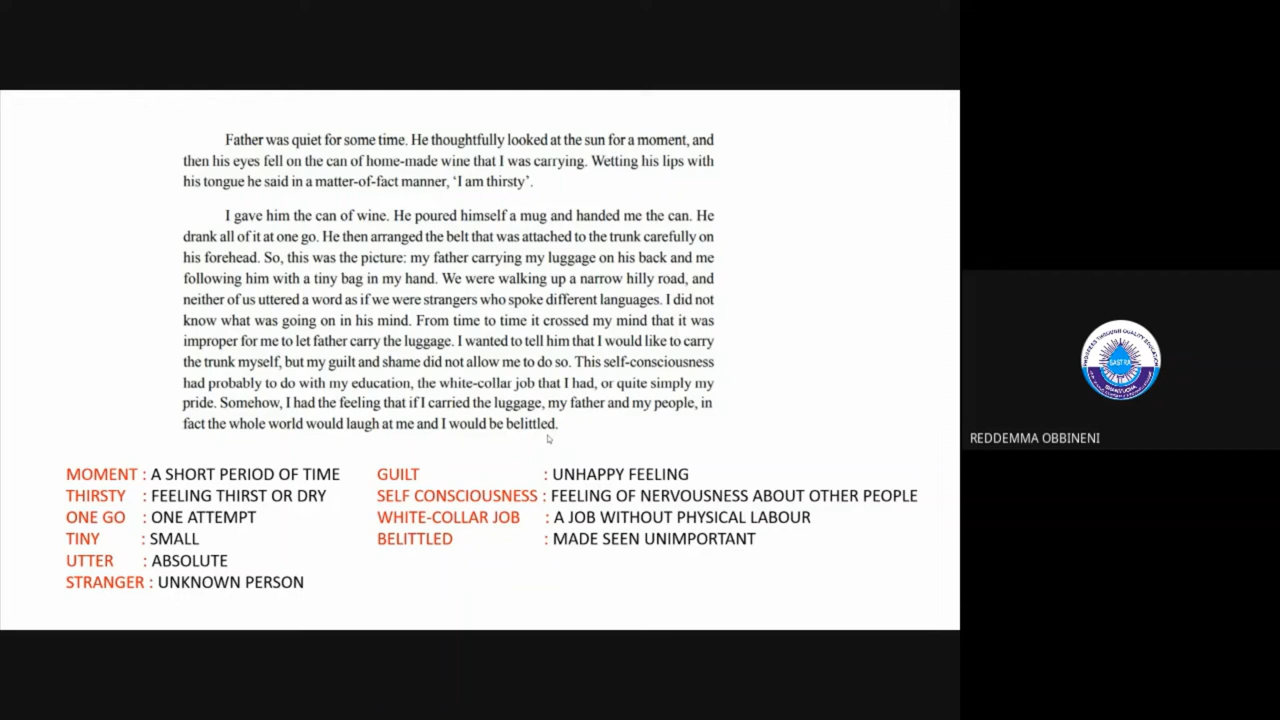 Father was quiet for some time. He thoughtfully looked at the sun for a moment, and
then his eyes fell on the can of home-made wine that I was carrying. Wetting his lips with
his tongue he said in a matter-of-fact manner, ‘I am thirsty’.
I gave him the can of wine. He poured himself a mug and handed me the can. He
drank all of it at one go. He then arranged the belt that was attached to the trunk carefully on
his forehead. So, this was the picture: my father carrying my luggage on his back and me
following him with a tiny bag in my hand. We were walking up a narrow hilly road, and
neither of us uttered a word as if we were strangers who spoke different languages. I did not
know what was going on in his mind. From time to time it crossed my mind that it was
improper for me to let father carry the luggage. I wanted to tell him that I would like to carry
the trunk myself, but my guilt and shame did not allow me to do so. This self-consciousness
had probably to do with my education, the white-collar job that I had, or quite simply my
pride. Somehow, I had the feeling that if I carried the luggage, my father and my people, in
fact the whole world would laugh at me and I would be belittled.
MOMENT : A SHORT PERIOD OF TIME
THIRSTY : FEELING THIRST OR DRY
ONE GO : ONE ATTEMPT
TINY : SMALL
UTTER : ABSOLUTE
STRANGER : UNKNOWN PERSON
GUILT : UNHAPPY FEELING
SELF CONSCIOUSNESS : FEELING OF NERVOUSNESS ABOUT OTHER PEOPLE
WHITE-COLLAR JOB : A JOB WITHOUT PHYSICAL LABOUR
BELITTLED : MADE SEEN UNIMPORTANT
SASTRA
REDDEMMA OBBINENI